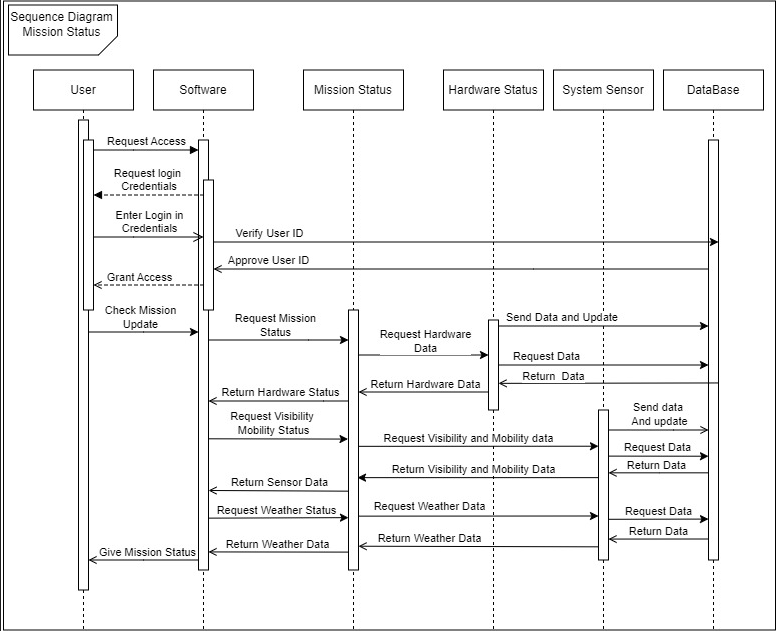 Sequence Diagram
Mission Status
User
Software
Mission Status
Hardware Status
System Sensor
DataBase
Request Access
Request login
Credentials
Enter Login in
Credentials
Verify User ID
Approve User ID
Grant Access
Check Mission
Update
Request Mission
Status
Send Data and Update
Request Hardware
Data
Request Data
Return Data
Return Hardware Data
Return Hardware Status
Send data
And update
Request Visibility
Mobility Status
Request Visibility and Mobility data
Request Data
Return Data
Return Visibility and Mobility Data
Return Sensor Data
Request Weather Status
Request Weather Data
Request Data
Return Data
Return Weather Data
Return Weather Data
Give Mission Status